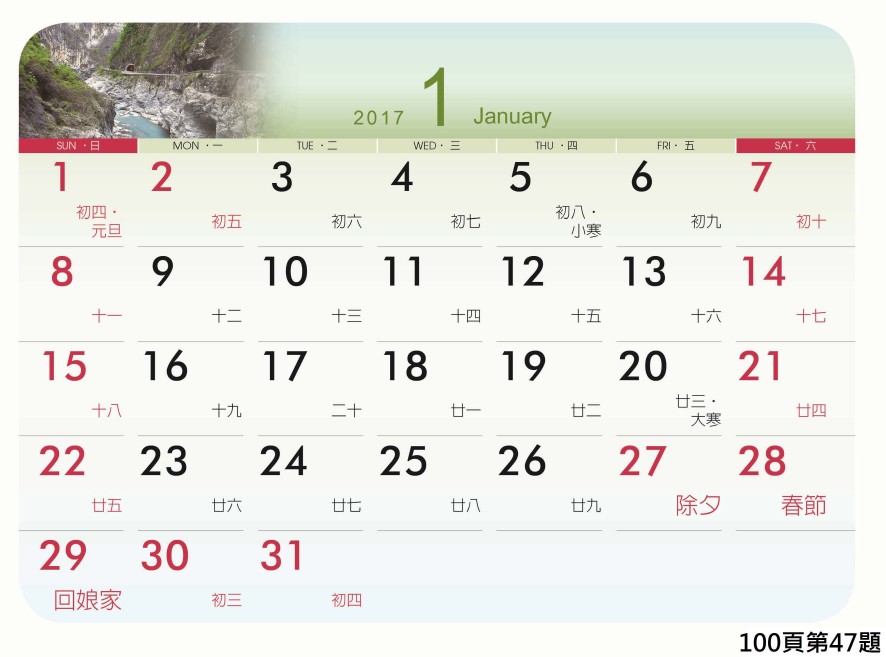 2017 1 January
SUN・日 MON・一 TUE・二 WED・三 THU・四 FRI・五 SAT・六
1 2 3 4 5 6 7
初四・元旦 初五 初六 初七 初八・小寒 初九 初十
8 9 10 11 12 13 14
十一 十二 十三 十四 十五 十六 十七
15 16 17 18 19 20 21
十八 十九 二十 廿一 廿二 廿三・大寒 廿四
22 23 24 25 26 27 28
廿五 廿六 廿七 廿八 廿九 除夕 春節
29 30 31
回娘家 初三 初四
100頁第47題